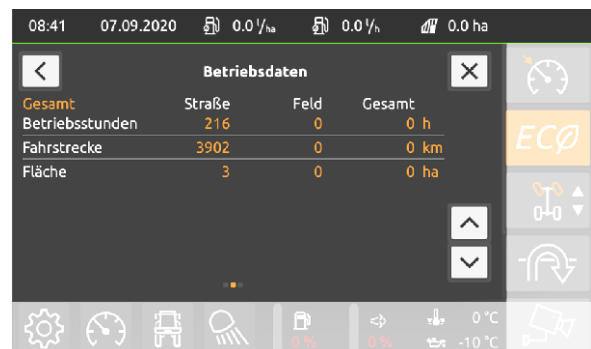 08:41 07.09.2020 0.0 l/ha 0.0 l/h 0.0 ha
Betriebsdaten
Gesamt Straße Feld Gesamt
Betriebsstunden 216 0 0 h
Fahrstrecke 3902 0 0 km
Fläche 3 0 0 ha
ECO
0 °C
0 % 0 % -10 °C